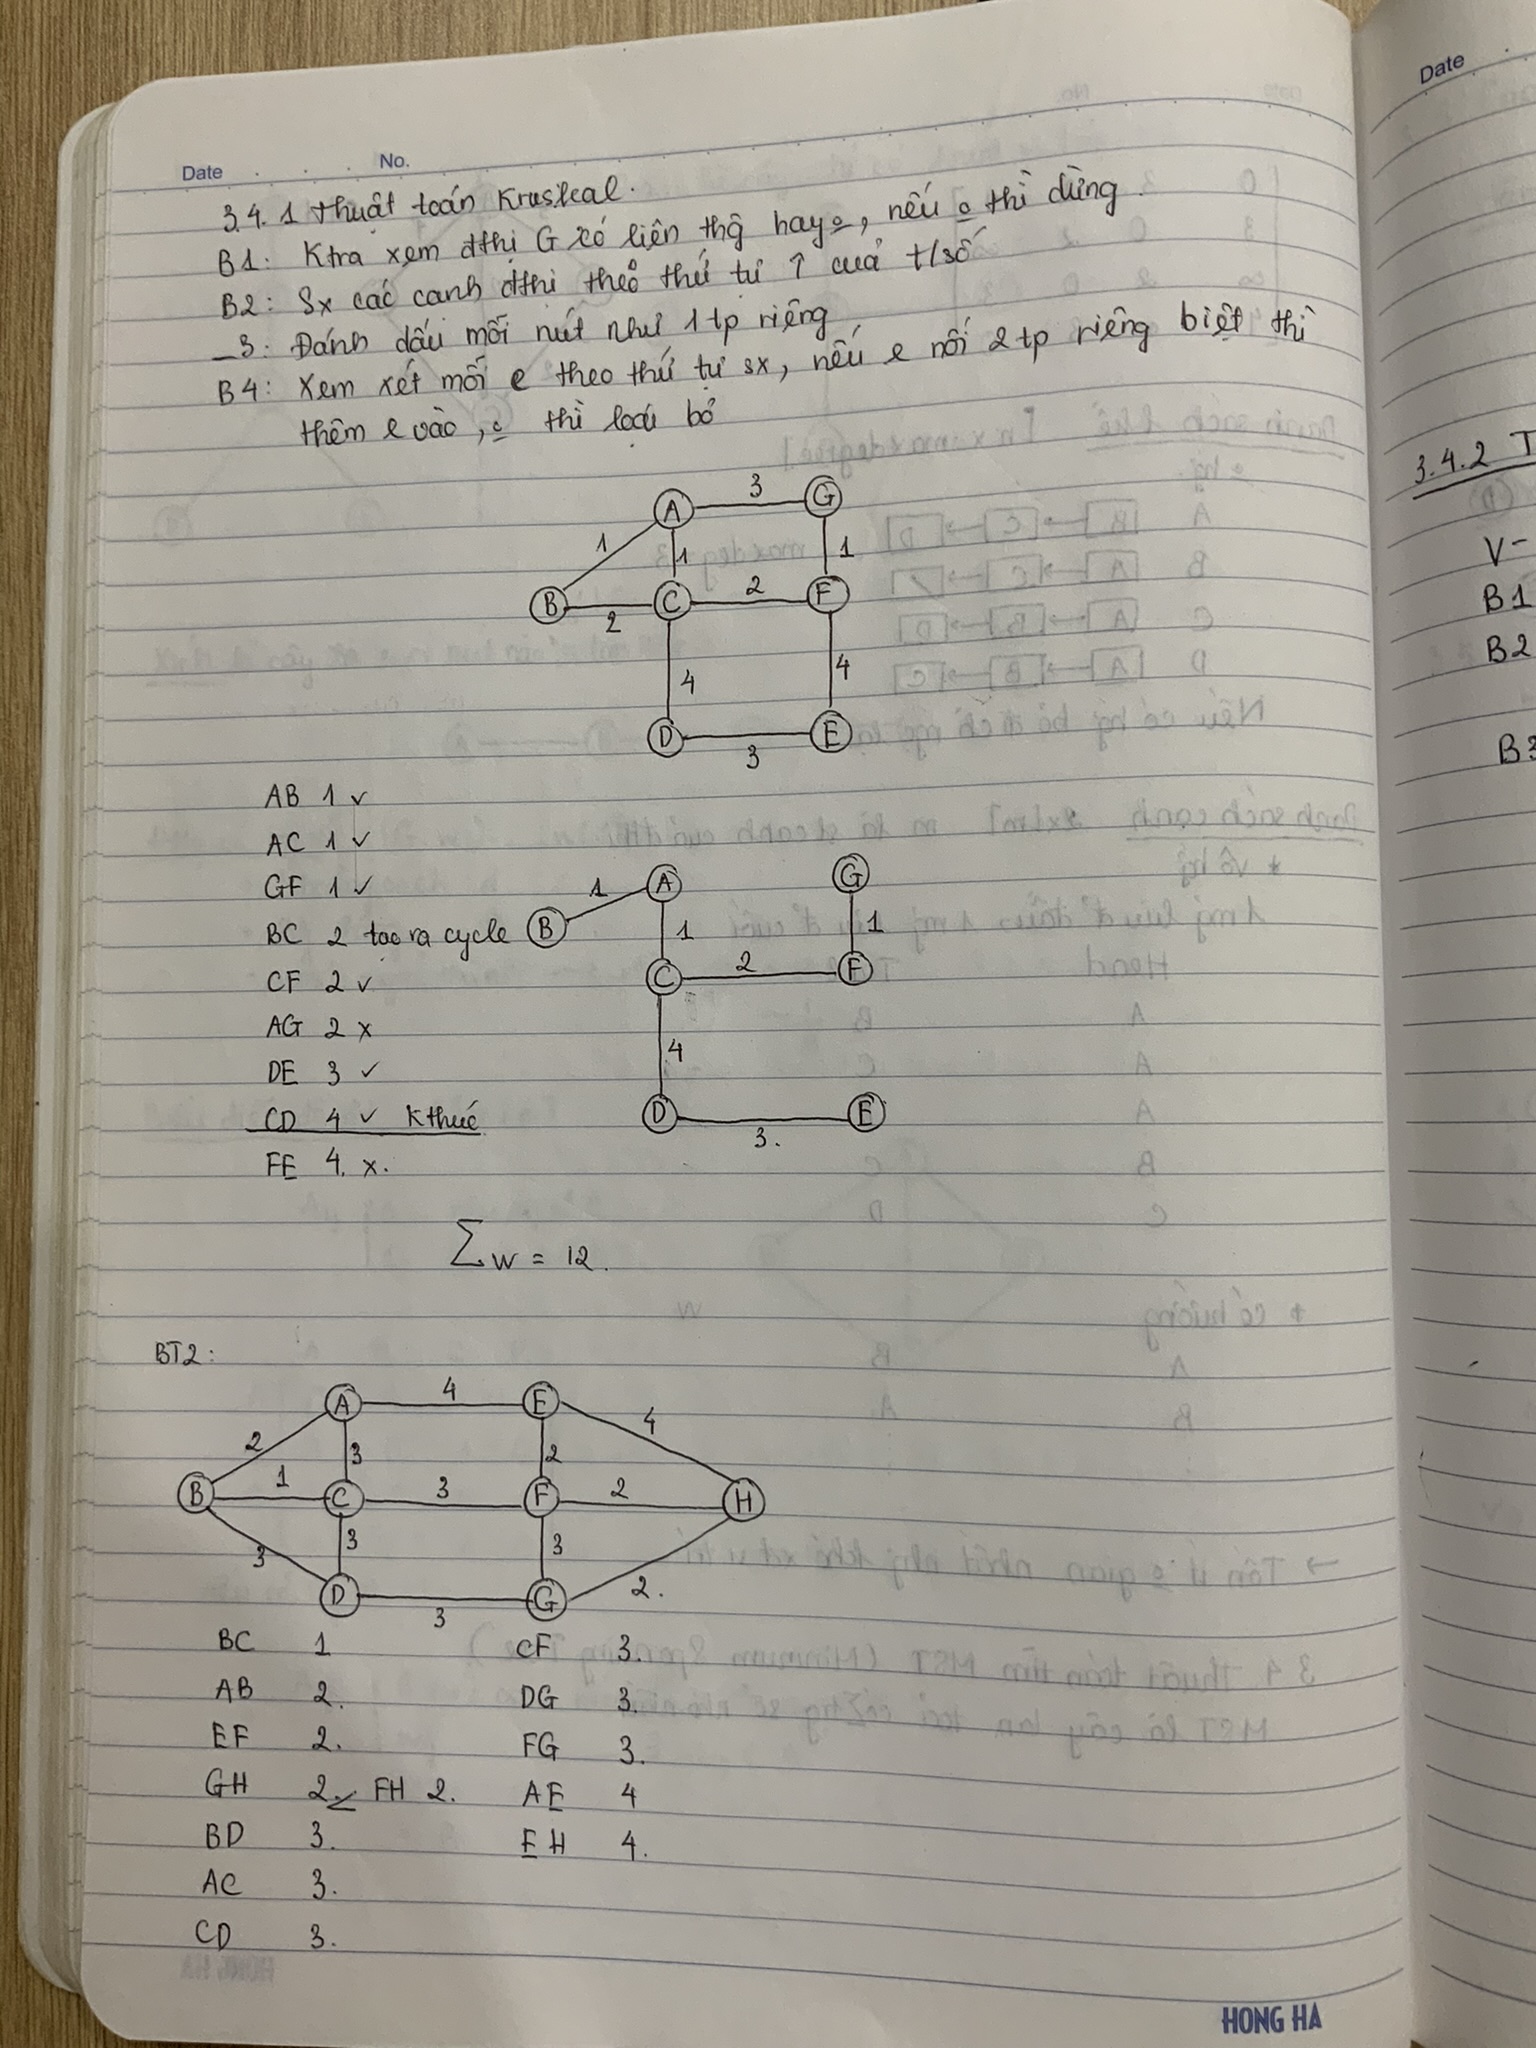 Date No.
3.4.1 Thuật toán Kruskal.
B1: Ktra xem đthị G có liên thg hay o, nếu o thì dừng.
B2: Sx các cạnh đthị theo thứ tự ↑ của t/số
_3: Đánh dấu mỗi nút như 1 tp riêng
B4: Xem xét mỗi e theo thứ tự sx, nếu e nối 2 tp riêng biệt thì
thêm e vào, o thì loại bỏ
A 3 G
1 1 1
B 2 C 2 F
4 4
D 3 E
AB 1 ✓
AC 1 ✓
GF 1 ✓
BC 2 tạo ra cycle
CF 2 ✓
AG 2 x
DE 3 ✓
CD 4 ✓ K thúc
FE 4. x.
1 A G
B 1 1
C 2 F
4
D 3. E
∑w = 12.
BT2:
A 4 E
2 3 2 4
B 1 C 3 F 2 H
3 3 3 2.
D 3 G
BC 1 CF 3.
AB 2. DG 3.
EF 2. FG 3.
GH 2. FH 2. AE 4
BD 3. EH 4.
AC 3.
CD 3.
HONG HA
Date
3.4.2 T
V-
B1
B2
B3